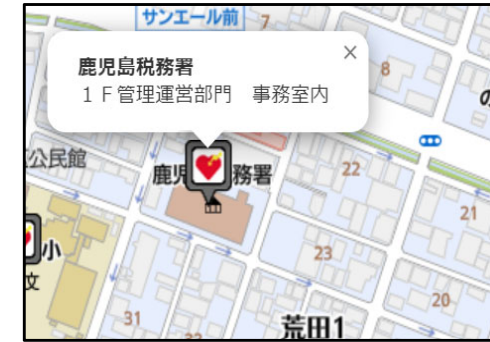 サンエール前
7
鹿児島税務署
１Ｆ管理運営部門　事務室内
×
8
公民館
鹿児
務署
22
21
小
文
23
20
31
荒田1